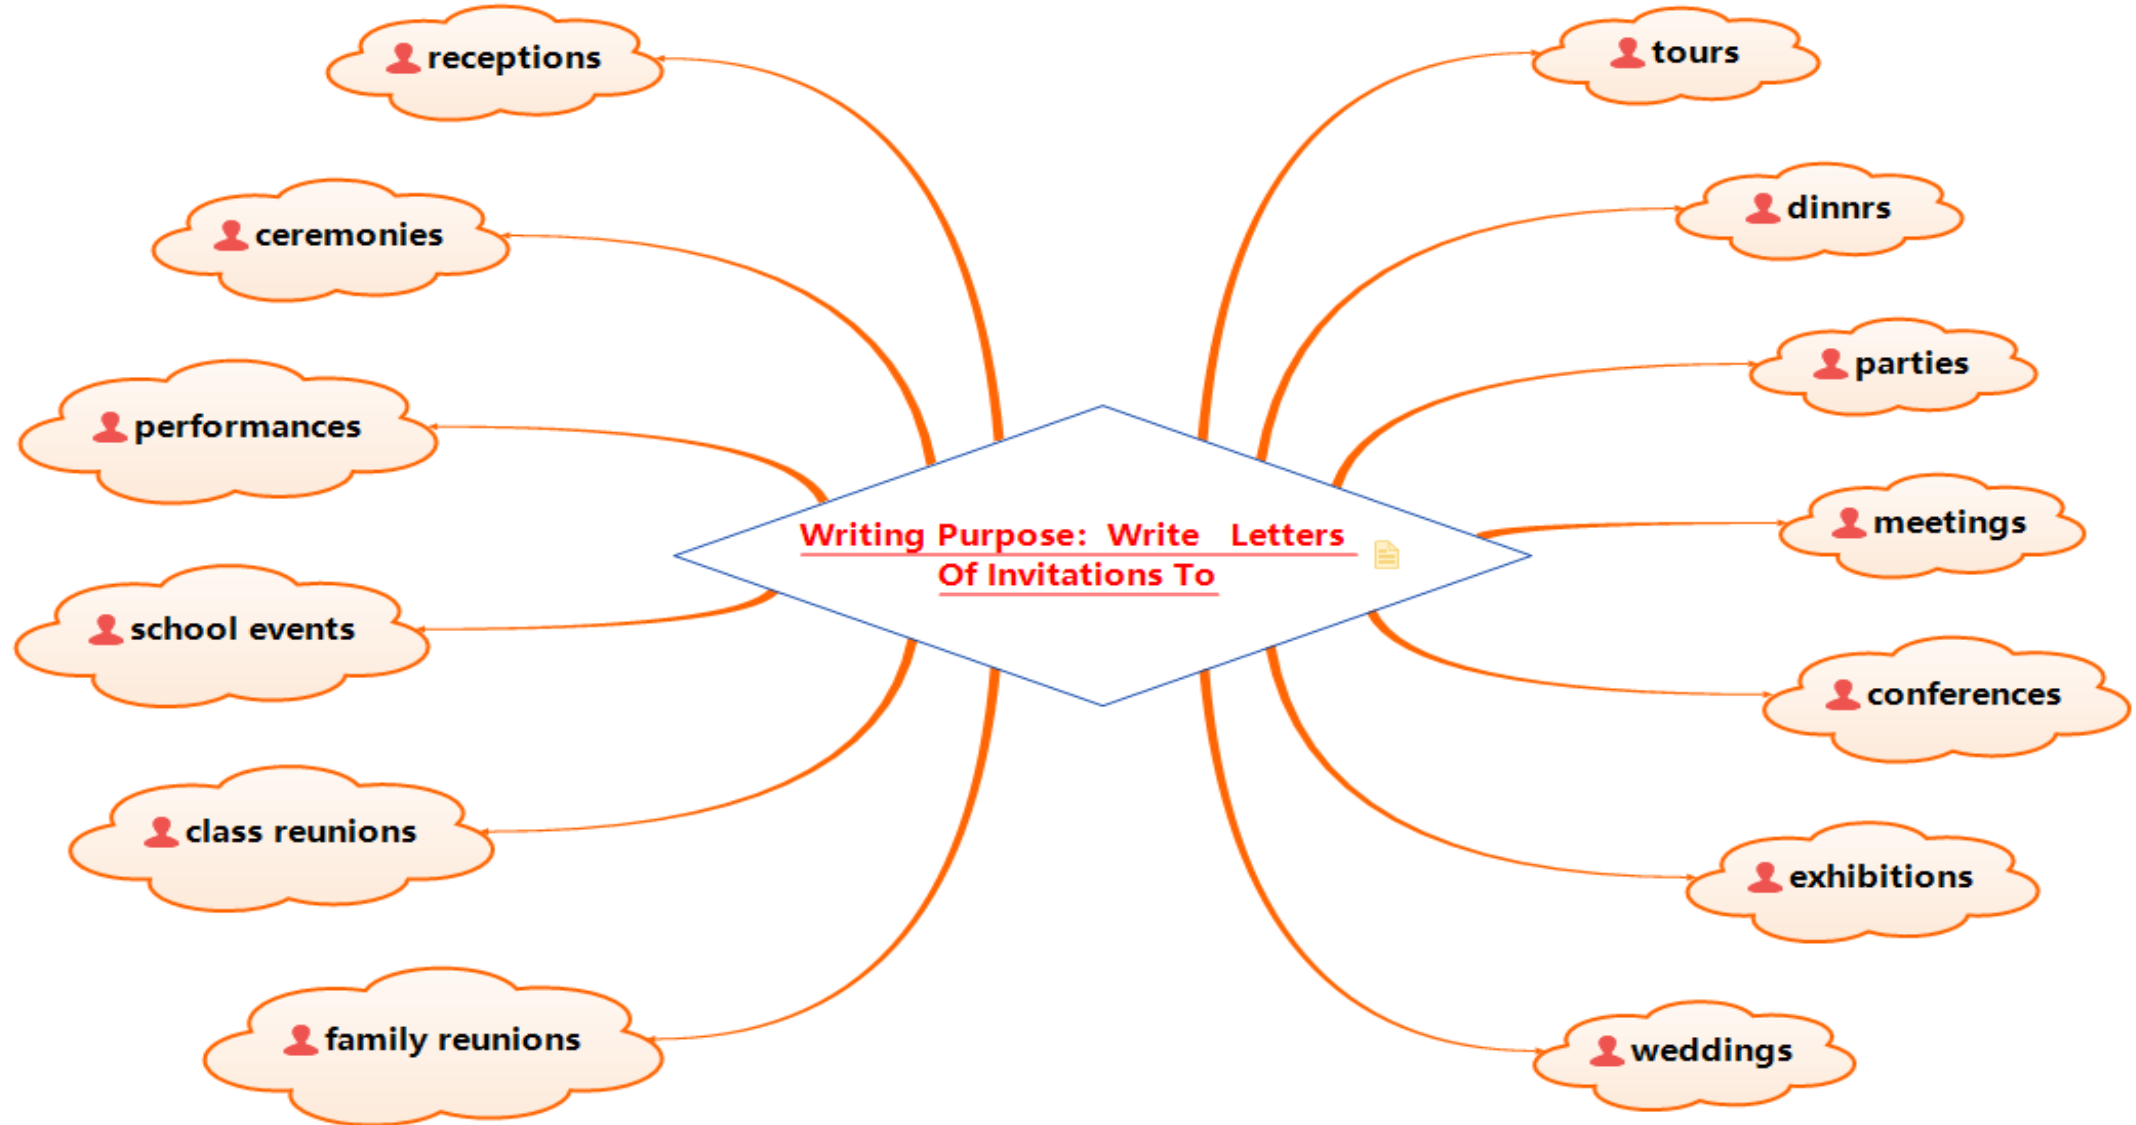 Writing Purpose: Write Letters
Of Invitations To
tours
dinnrs
parties
meetings
conferences
exhibitions
weddings
receptions
ceremonies
performances
school events
class reunions
family reunions